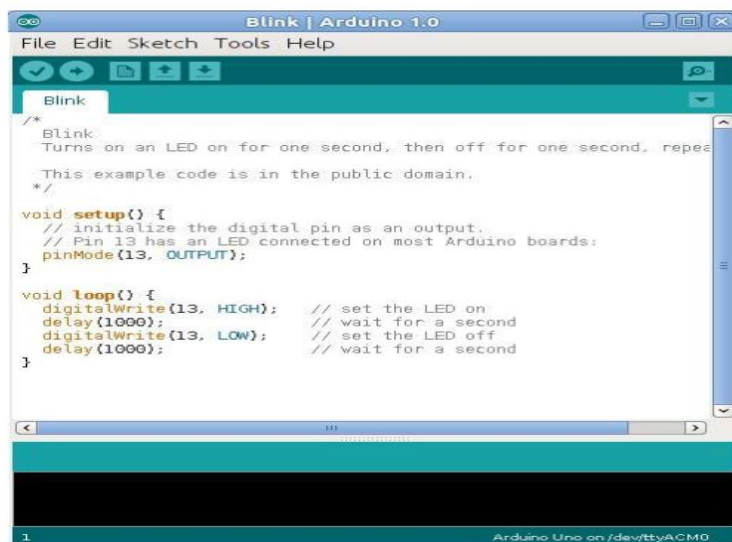 Blink | Arduino 1.0
File Edit Sketch Tools Help
Blink
/*
  Blink
  Turns on an LED on for one second, then off for one second, repea

  This example code is in the public domain.
 */

void setup() {
  // initialize the digital pin as an output.
  // Pin 13 has an LED connected on most Arduino boards:
  pinMode(13, OUTPUT);
}

void loop() {
  digitalWrite(13, HIGH);   // set the LED on
  delay(1000);              // wait for a second
  digitalWrite(13, LOW);    // set the LED off
  delay(1000);              // wait for a second
}
1 Arduino Uno on /dev/ttyACM0